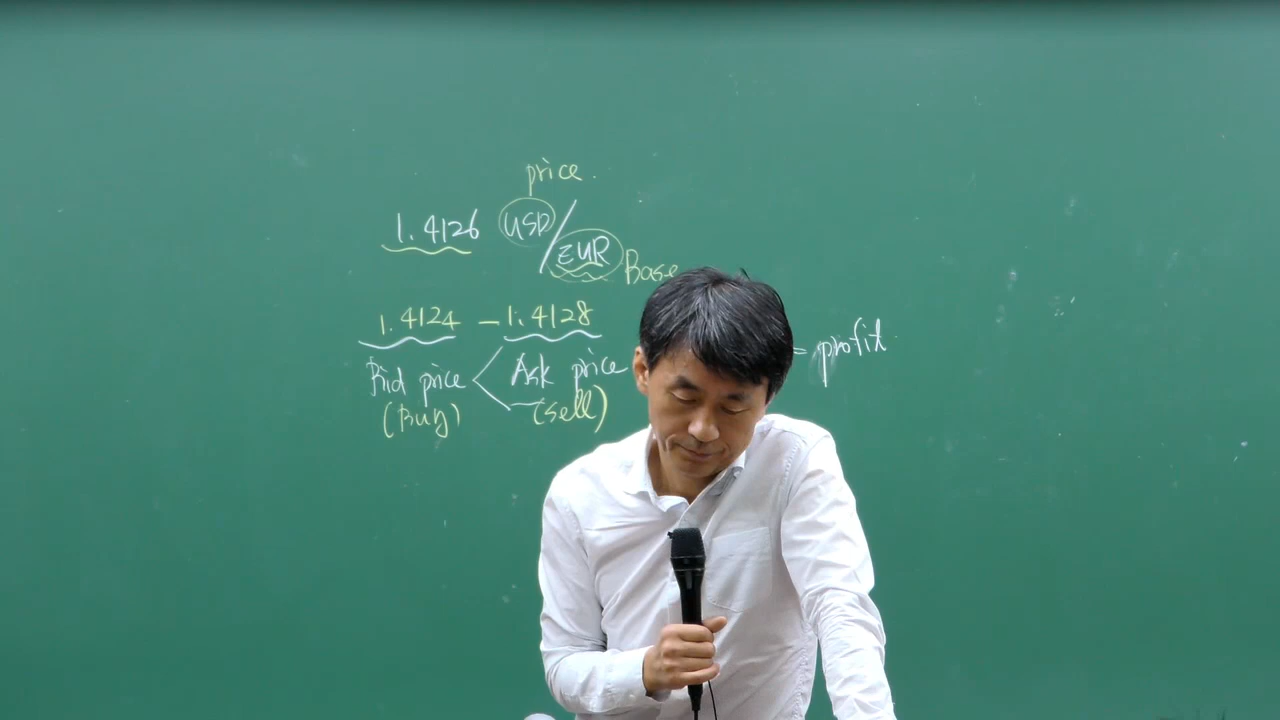 price.
1.4126 USD/EUR
Base
1.4124 - 1.4128
= profit
Bid price < Ask price
(Buy) (sell)